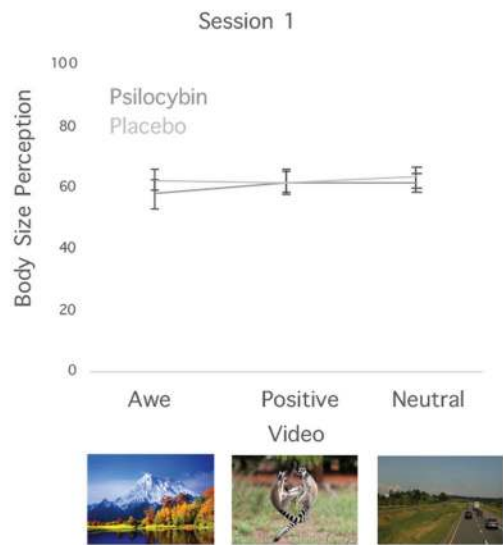 Session 1
Body Size Perception
100
80
60
40
20
0
Psilocybin
Placebo
Awe Positive Neutral
Video